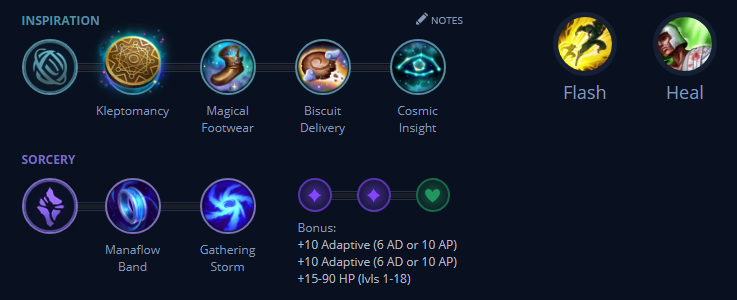 INSPIRATION
NOTES
Kleptomancy
Magical
Footwear
Biscuit
Delivery
Cosmic
Insight
Flash
Heal
SORCERY
Manaflow
Band
Gathering
Storm
Bonus:
+10 Adaptive (6 AD or 10 AP)
+10 Adaptive (6 AD or 10 AP)
+15-90 HP (lvls 1-18)